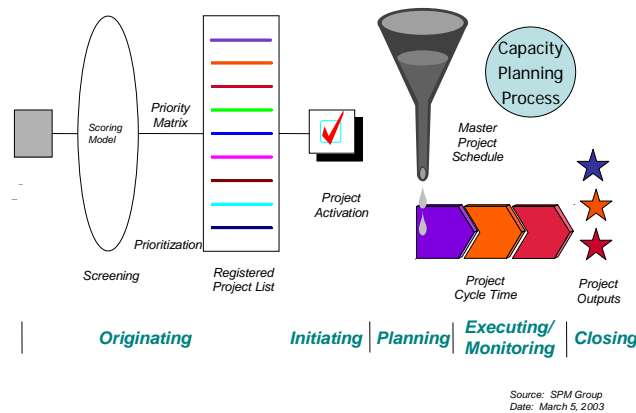 Capacity
Planning
Process
Scoring
Model
Priority
Matrix
Master
Project
Schedule
Project
Activation
Prioritization
Screening
Registered
Project List
Project
Cycle Time
Project
Outputs
Originating
Initiating
Planning
Executing/
Monitoring
Closing
Source: SPM Group
Date: March 5, 2003